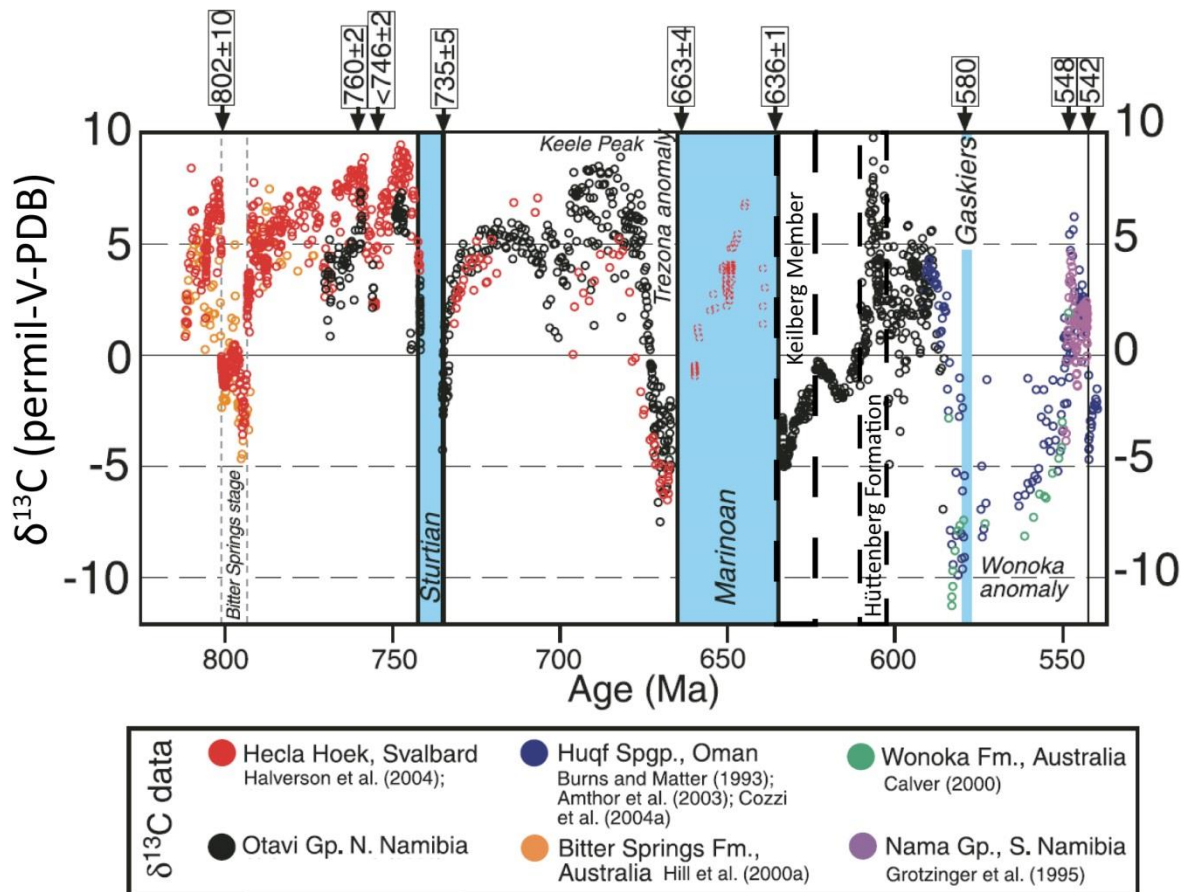 802±10
760±2
<746±2
735±5
663±4
636±1
580
548
542
δ¹³C (permil-V-PDB)
10
5
0
-5
-10
10
5
0
-5
-10
Bitter Springs stage
Sturtian
Keele Peak
Trezona anomaly
Marinoan
Keilberg Member
Hüttenberg Formation
Gaskiers
Wonoka
anomaly
800
750
700
650
600
550
Age (Ma)
δ¹³C data
Hecla Hoek, Svalbard
Halverson et al. (2004);
Otavi Gp. N. Namibia
Huqf Spgp., Oman
Burns and Matter (1993);
Amthor et al. (2003); Cozzi
et al. (2004a)
Bitter Springs Fm.,
Australia Hill et al. (2000a)
Wonoka Fm., Australia
Calver (2000)
Nama Gp., S. Namibia
Grotzinger et al. (1995)